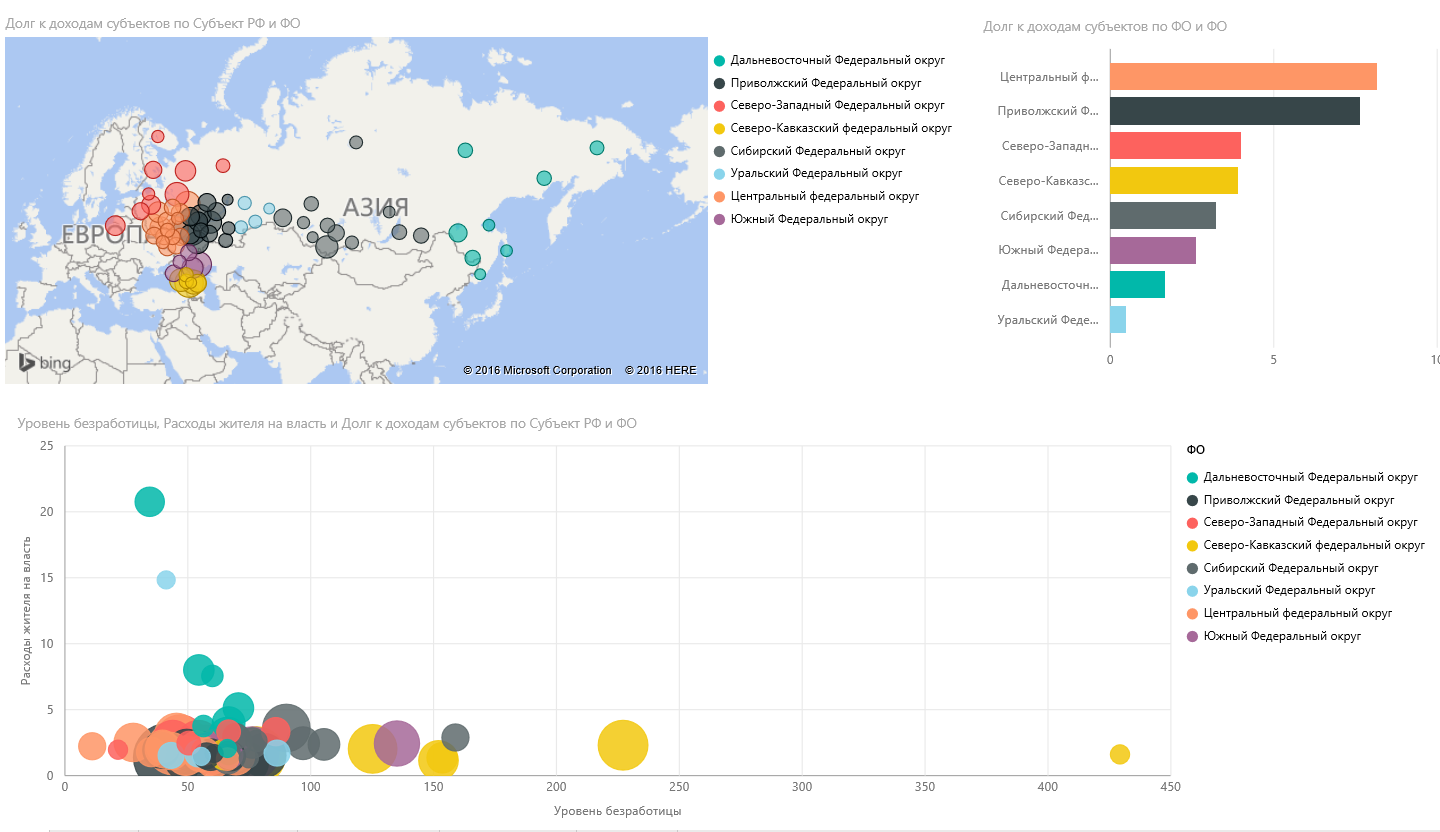 Долг к доходам субъектов по Субъект РФ и ФО
ЕВРОП
АЗИЯ
bing
© 2016 Microsoft Corporation © 2016 HERE
Дальневосточный Федеральный округ
Приволжский Федеральный округ
Северо-Западный Федеральный округ
Северо-Кавказский федеральный округ
Сибирский Федеральный округ
Уральский Федеральный округ
Центральный федеральный округ
Южный Федеральный округ
Долг к доходам субъектов по ФО и ФО
Центральный ф...
Приволжский Ф...
Северо-Западн...
Северо-Кавказс...
Сибирский Фед...
Южный Федера...
Дальневосточн...
Уральский Феде...
0 5 10
Уровень безработицы, Расходы жителя на власть и Долг к доходам субъектов по Субъект РФ и ФО
Расходы жителя на власть
25
20
15
10
5
0
0 50 100 150 200 250 300 350 400 450
Уровень безработицы
ФО
Дальневосточный Федеральный округ
Приволжский Федеральный округ
Северо-Западный Федеральный округ
Северо-Кавказский федеральный округ
Сибирский Федеральный округ
Уральский Федеральный округ
Центральный федеральный округ
Южный Федеральный округ